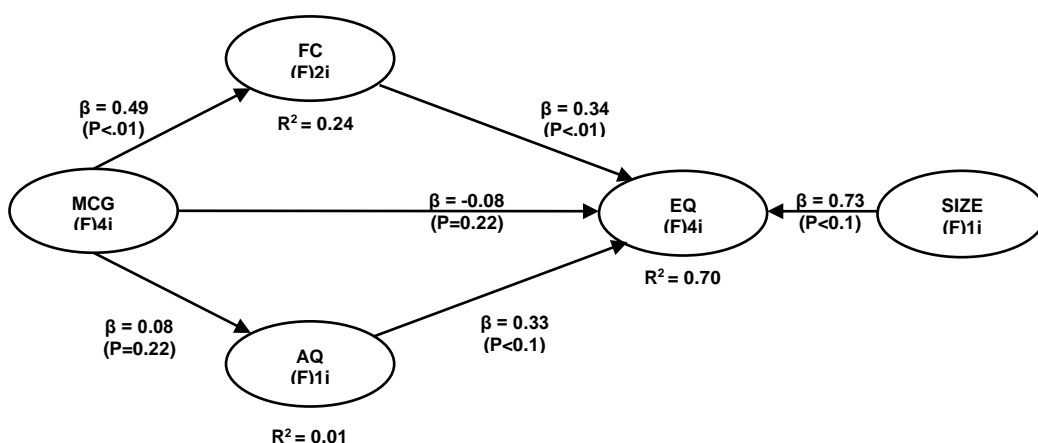 FC
(F)2i
β = 0.49
(P<.01)
R² = 0.24
β = 0.34
(P<.01)
MCG
(F)4i
β = -0.08
(P=0.22)
EQ
(F)4i
β = 0.73
(P<0.1)
SIZE
(F)1i
R² = 0.70
β = 0.08
(P=0.22)
AQ
(F)1i
β = 0.33
(P<0.1)
R² = 0.01